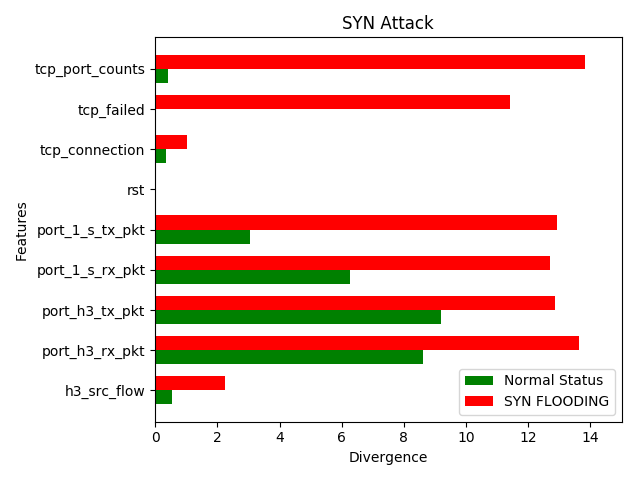 SYN Attack
tcp_port_counts
tcp_failed
tcp_connection
rst
port_1_s_tx_pkt
port_1_s_rx_pkt
port_h3_tx_pkt
port_h3_rx_pkt
h3_src_flow
Features
Normal Status
SYN FLOODING
0 2 4 6 8 10 12 14
Divergence